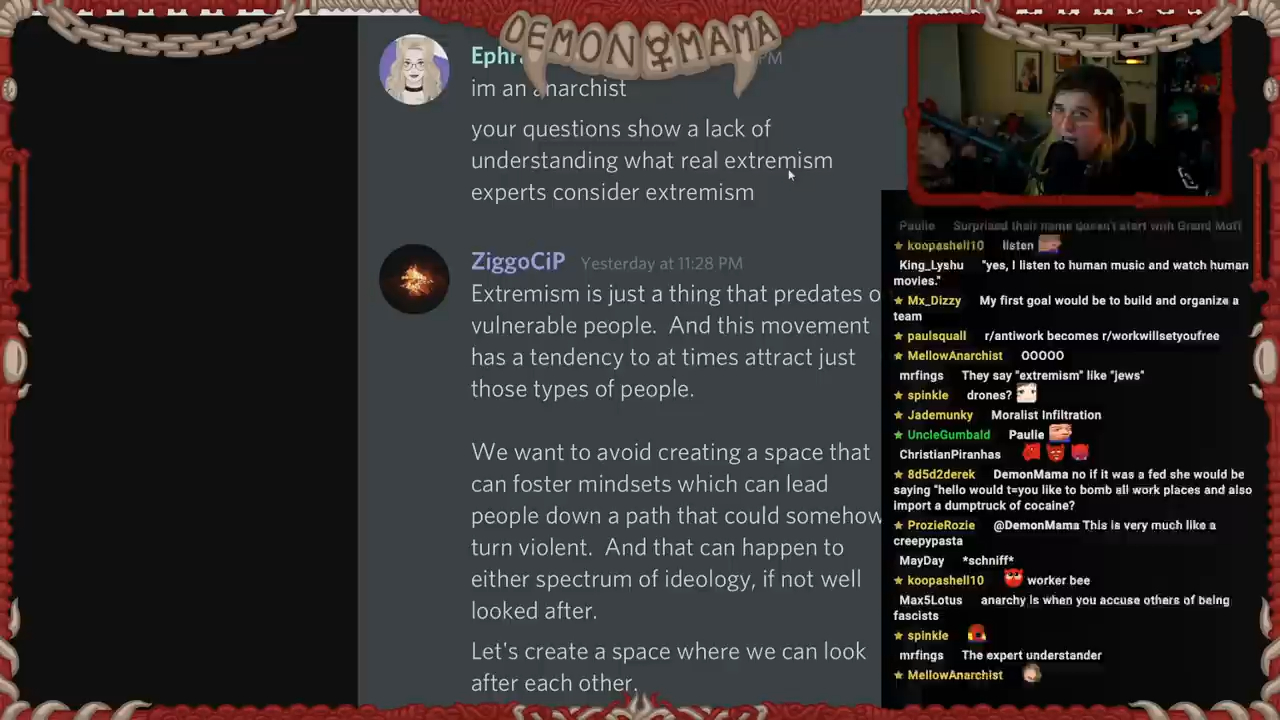 DEMON MAMA
Ephr PM
im an anarchist
your questions show a lack of
understanding what real extremism
experts consider extremism
ZiggoCiP Yesterday at 11:28 PM
Extremism is just a thing that predates o
vulnerable people. And this movement
has a tendency to at times attract just
those types of people.
We want to avoid creating a space that
can foster mindsets which can lead
people down a path that could somehow
turn violent. And that can happen to
either spectrum of ideology, if not well
looked after.
Let's create a space where we can look
after each other.
Paulie Surprised their name doesn't start with Grand Moff
koopashell10 listen
King_Lyshu "yes, I listen to human music and watch human
movies."
Mx_Dizzy My first goal would be to build and organize a
team
paulsquall r/antiwork becomes r/workwillsetyoufree
MellowAnarchist OOOOO
mrfings They say "extremism" like "jews"
spinkle drones?
Jademunky Moralist Infiltration
UncleGumbald Paulie
ChristianPiranhas
8d5d2derek DemonMama no if it was a fed she would be
saying "hello would t=you like to bomb all work places and also
import a dumptruck of cocaine?
ProzieRozie @DemonMama This is very much like a
creepypasta
MayDay *schniff*
koopashell10 worker bee
Max5Lotus anarchy is when you accuse others of being
fascists
spinkle
mrfings The expert understander
MellowAnarchist